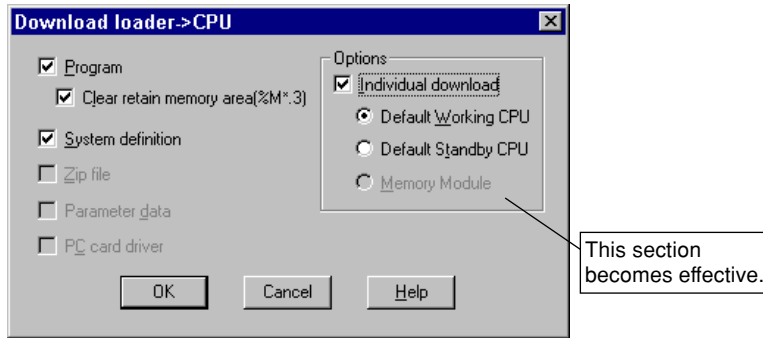 Download loader->CPU
Program
Clear retain memory area(%M*.3)
System definition
Zip file
Parameter data
PC card driver
Options
Individual download
Default Working CPU
Default Standby CPU
Memory Module
OK
Cancel
Help
This section
becomes effective.